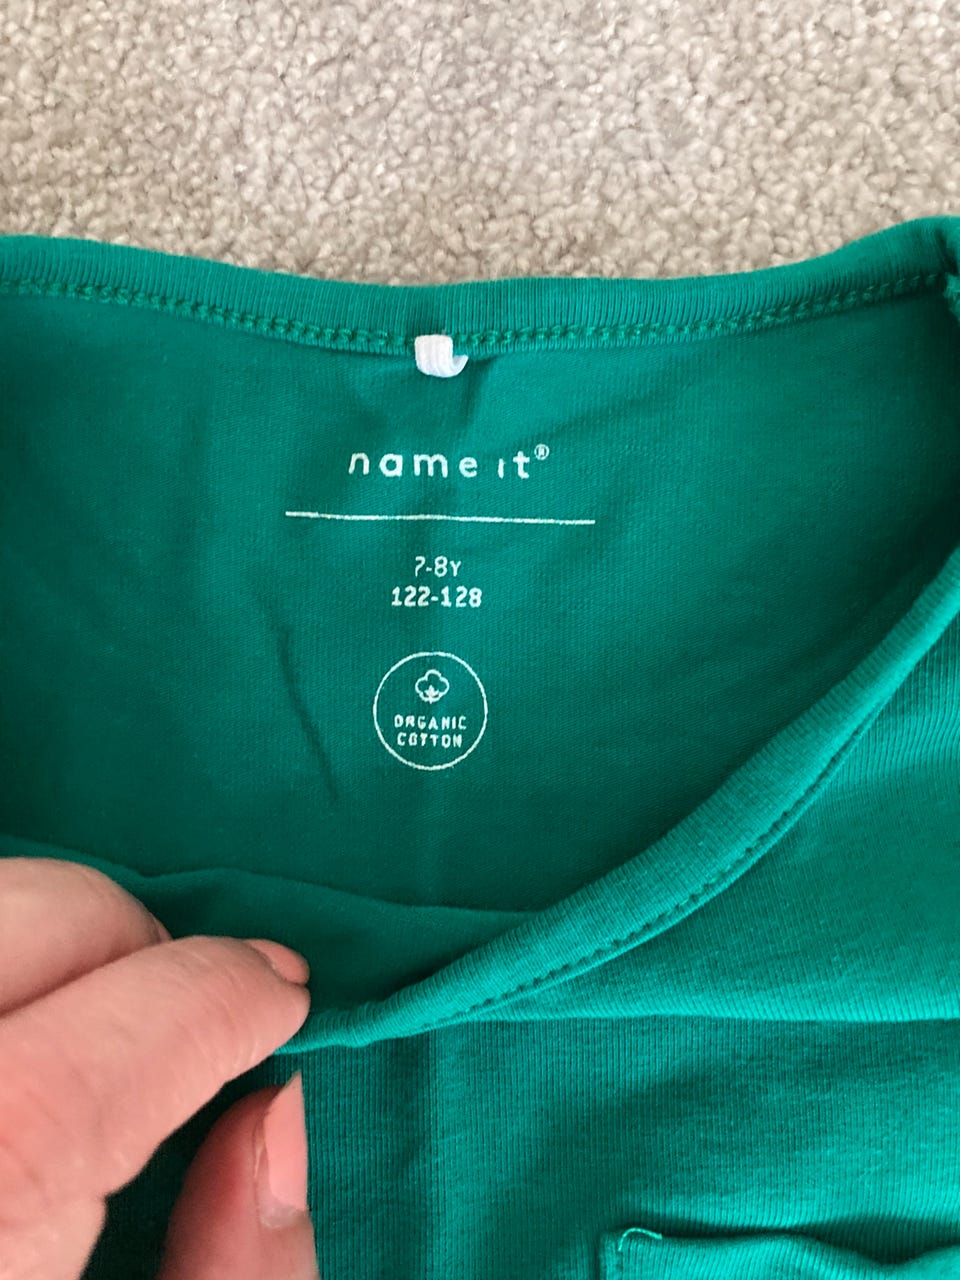 name it®
7-8Y
122-128
ORGANIC
COTTON